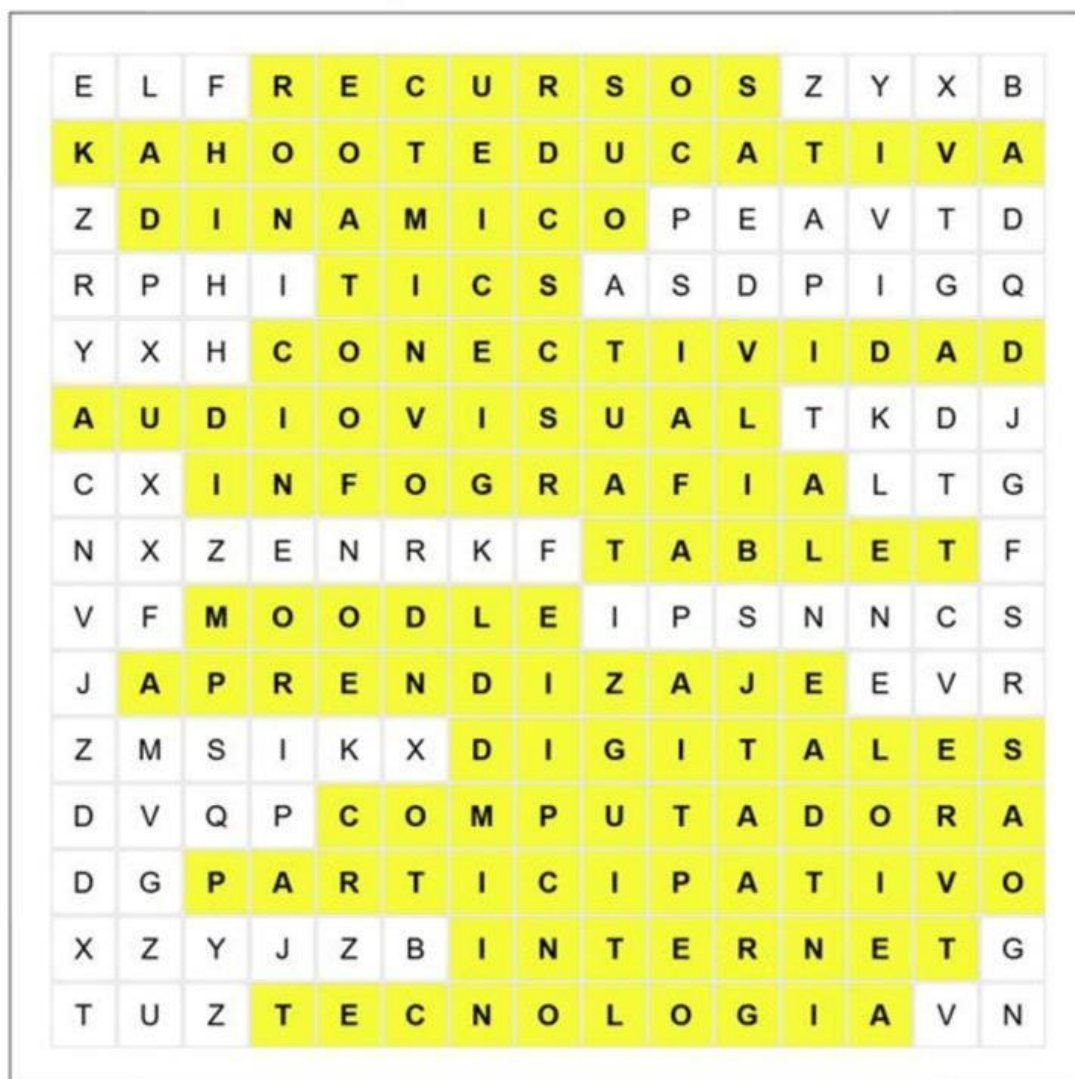 E L F R E C U R S O S Z Y X B
K A H O O T E D U C A T I V A
Z D I N A M I C O P E A V T D
R P H I T I C S A S D P I G Q
Y X H C O N E C T I V I D A D
A U D I O V I S U A L T K D J
C X I N F O G R A F I A L T G
N X Z E N R K F T A B L E T F
V F M O O D L E I P S N N C S
J A P R E N D I Z A J E E V R
Z M S I K X D I G I T A L E S
D V Q P C O M P U T A D O R A
D G P A R T I C I P A T I V O
X Z Y J Z B I N T E R N E T G
T U Z T E C N O L O G I A V N